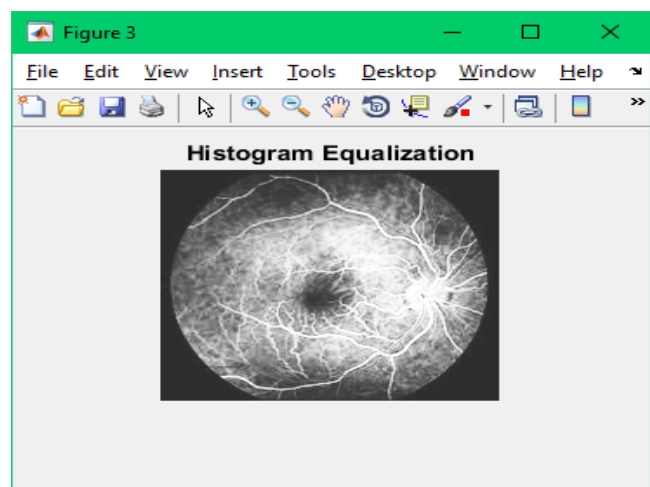 Figure 3
File Edit View Insert Tools Desktop Window Help
Histogram Equalization